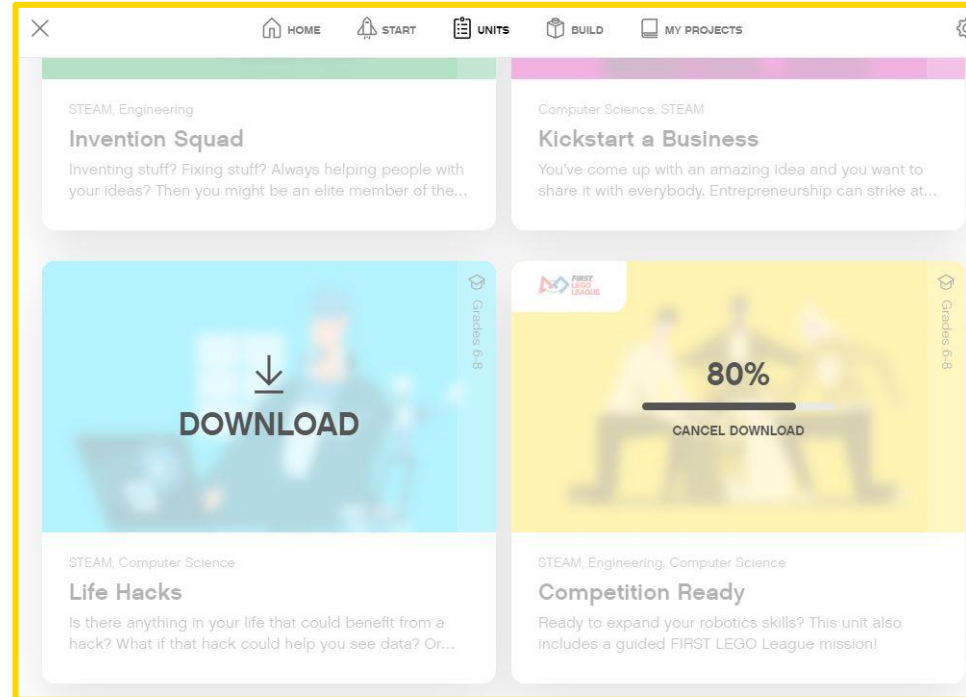 HOME START UNITS BUILD MY PROJECTS
STEAM, Engineering
Invention Squad
Inventing stuff? Fixing stuff? Always helping people with
your ideas? Then you might be an elite member of the...
Computer Science, STEAM
Kickstart a Business
You've come up with an amazing idea and you want to
share it with everybody. Entrepreneurship can strike at...
DOWNLOAD
Grades 6-8
STEAM, Computer Science
Life Hacks
Is there anything in your life that could benefit from a
hack? What if that hack could help you see data? Or...
FIRST
LEGO
LEAGUE
80%
CANCEL DOWNLOAD
Grades 6-8
STEAM, Engineering, Computer Science
Competition Ready
Ready to expand your robotics skills? This unit also
includes a guided FIRST LEGO League mission!